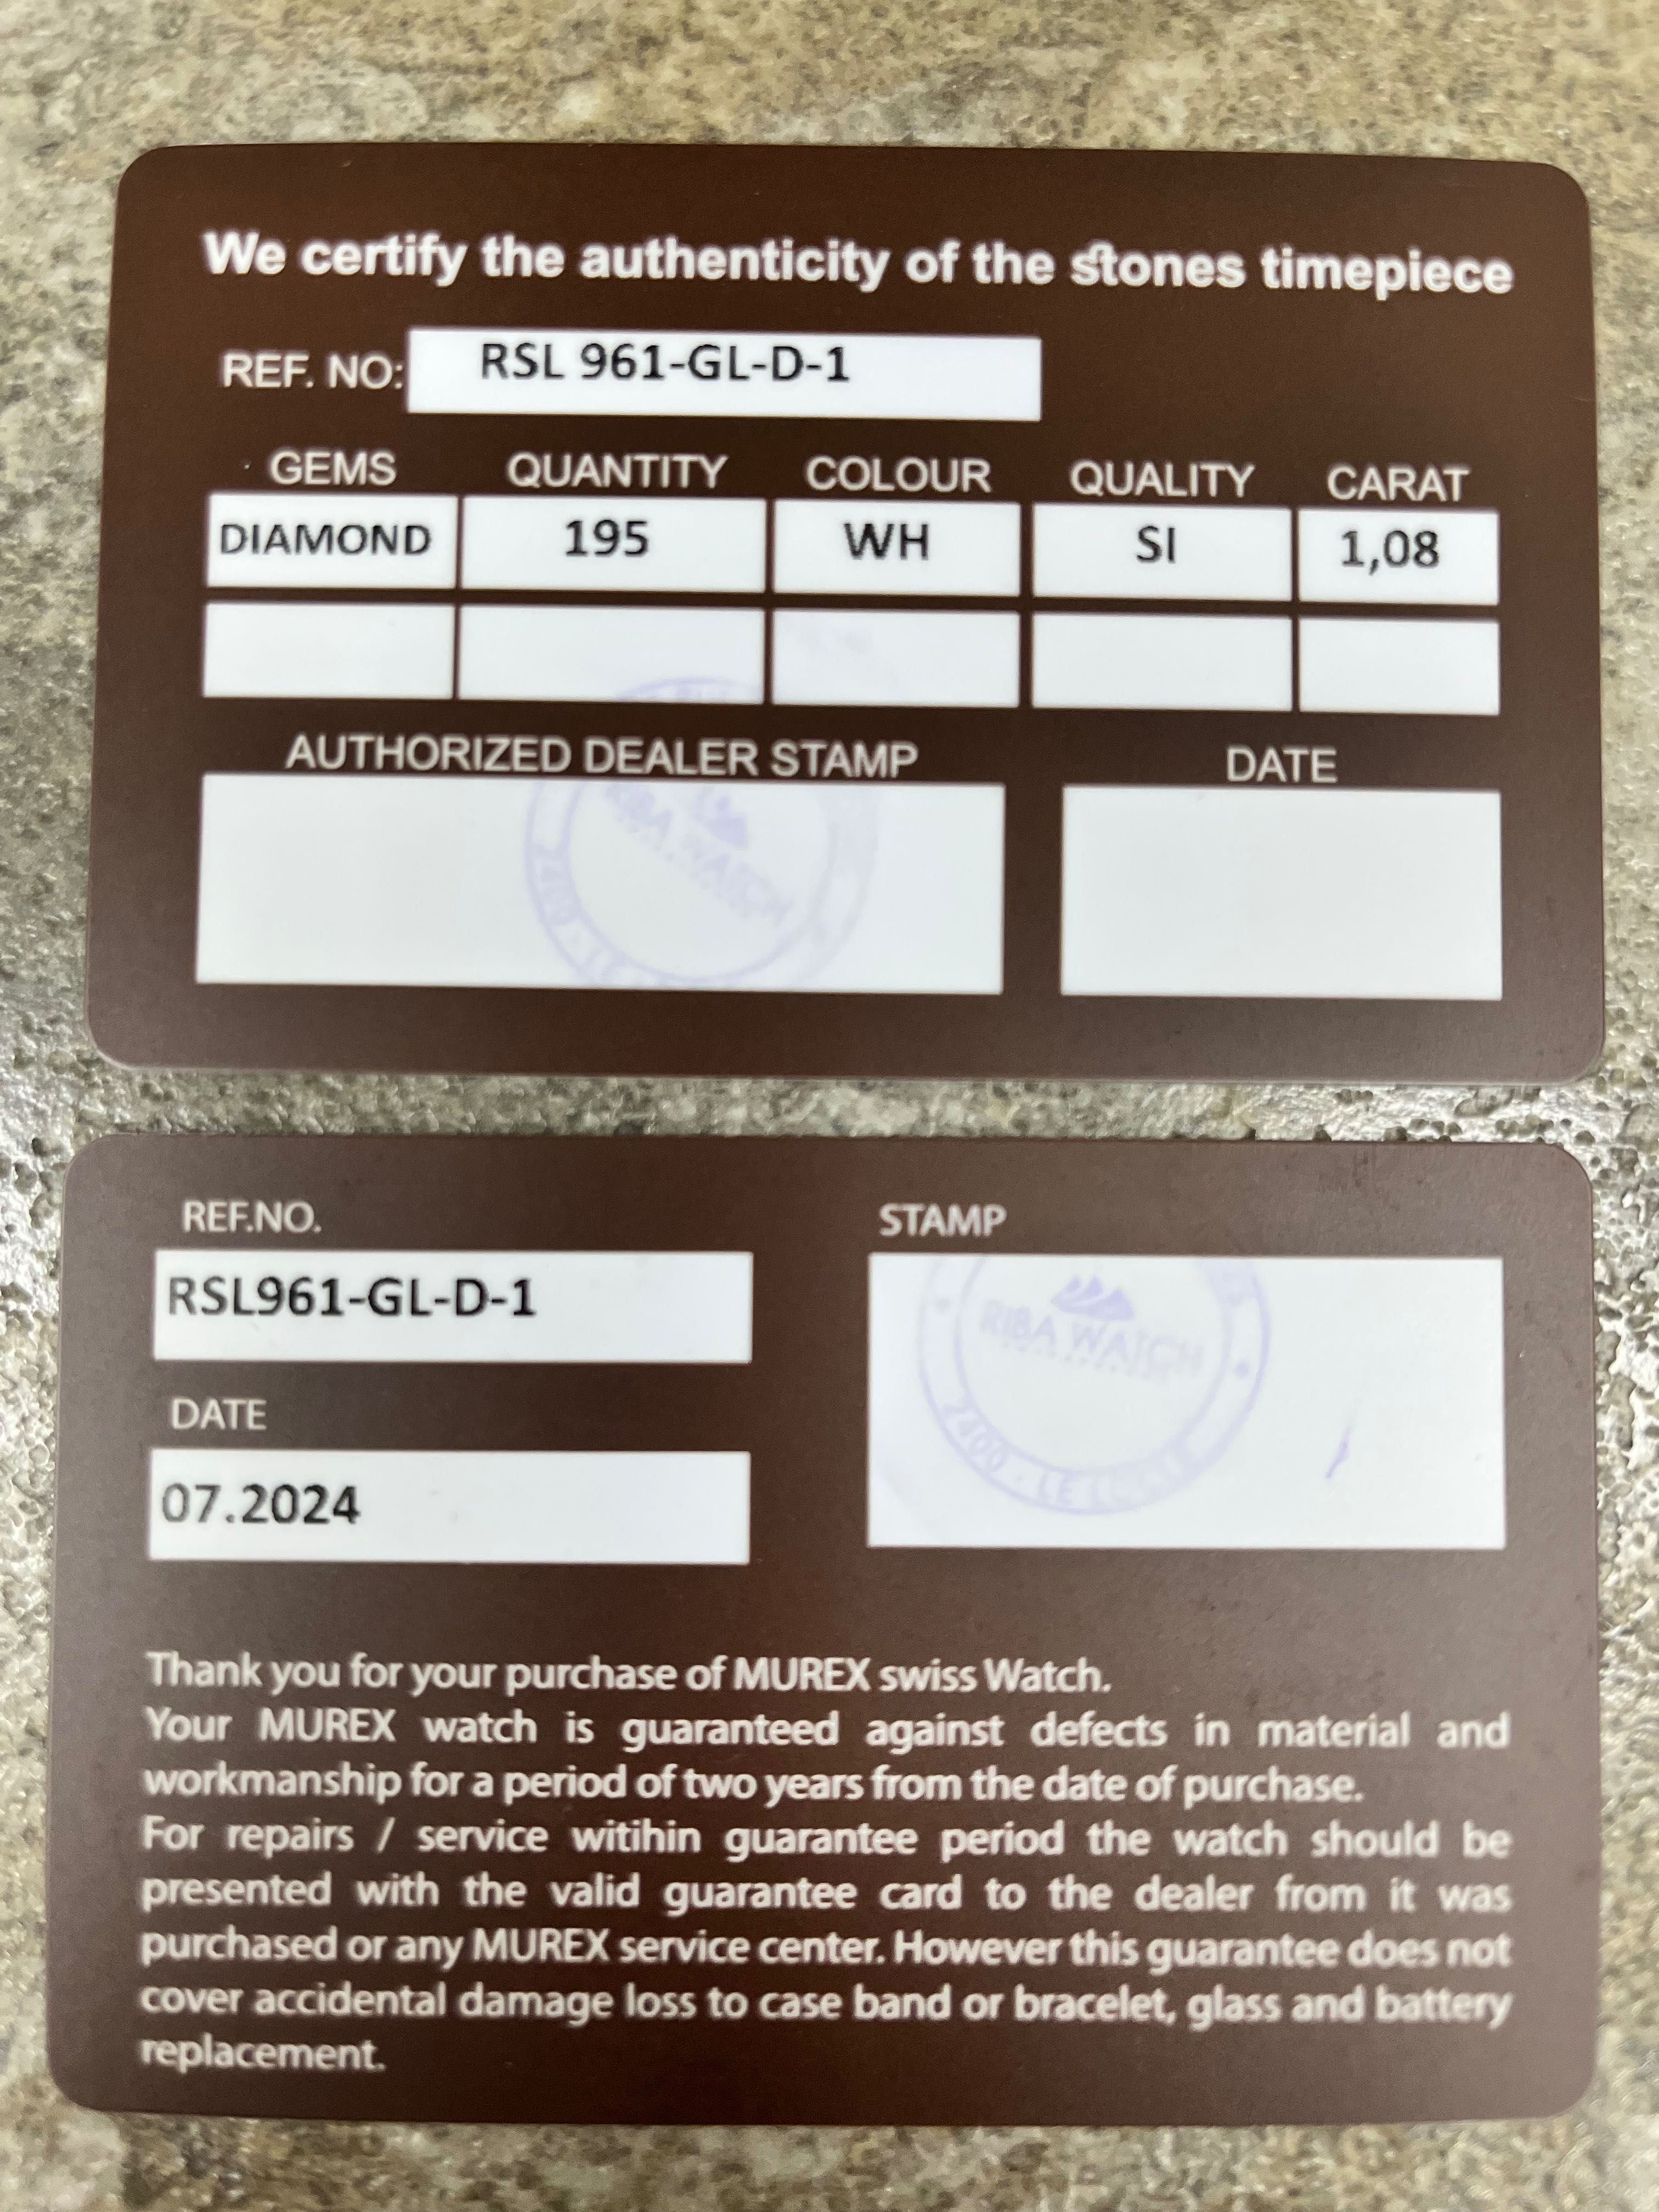 We certify the authenticity of the stones timepiece
REF. NO: RSL 961-GL-D-1
GEMS QUANTITY COLOUR QUALITY CARAT
DIAMOND 195 WH SI 1,08
AUTHORIZED DEALER STAMP DATE
RIBA WATCH
2400 · LE
REF.NO. STAMP
RSL961-GL-D-1
RIBA WATCH
2400 · LE
DATE
07.2024
Thank you for your purchase of MUREX swiss Watch.
Your MUREX watch is guaranteed against defects in material and
workmanship for a period of two years from the date of purchase.
For repairs / service witihin guarantee period the watch should be
presented with the valid guarantee card to the dealer from it was
purchased or any MUREX service center. However this guarantee does not
cover accidental damage loss to case band or bracelet, glass and battery
replacement.